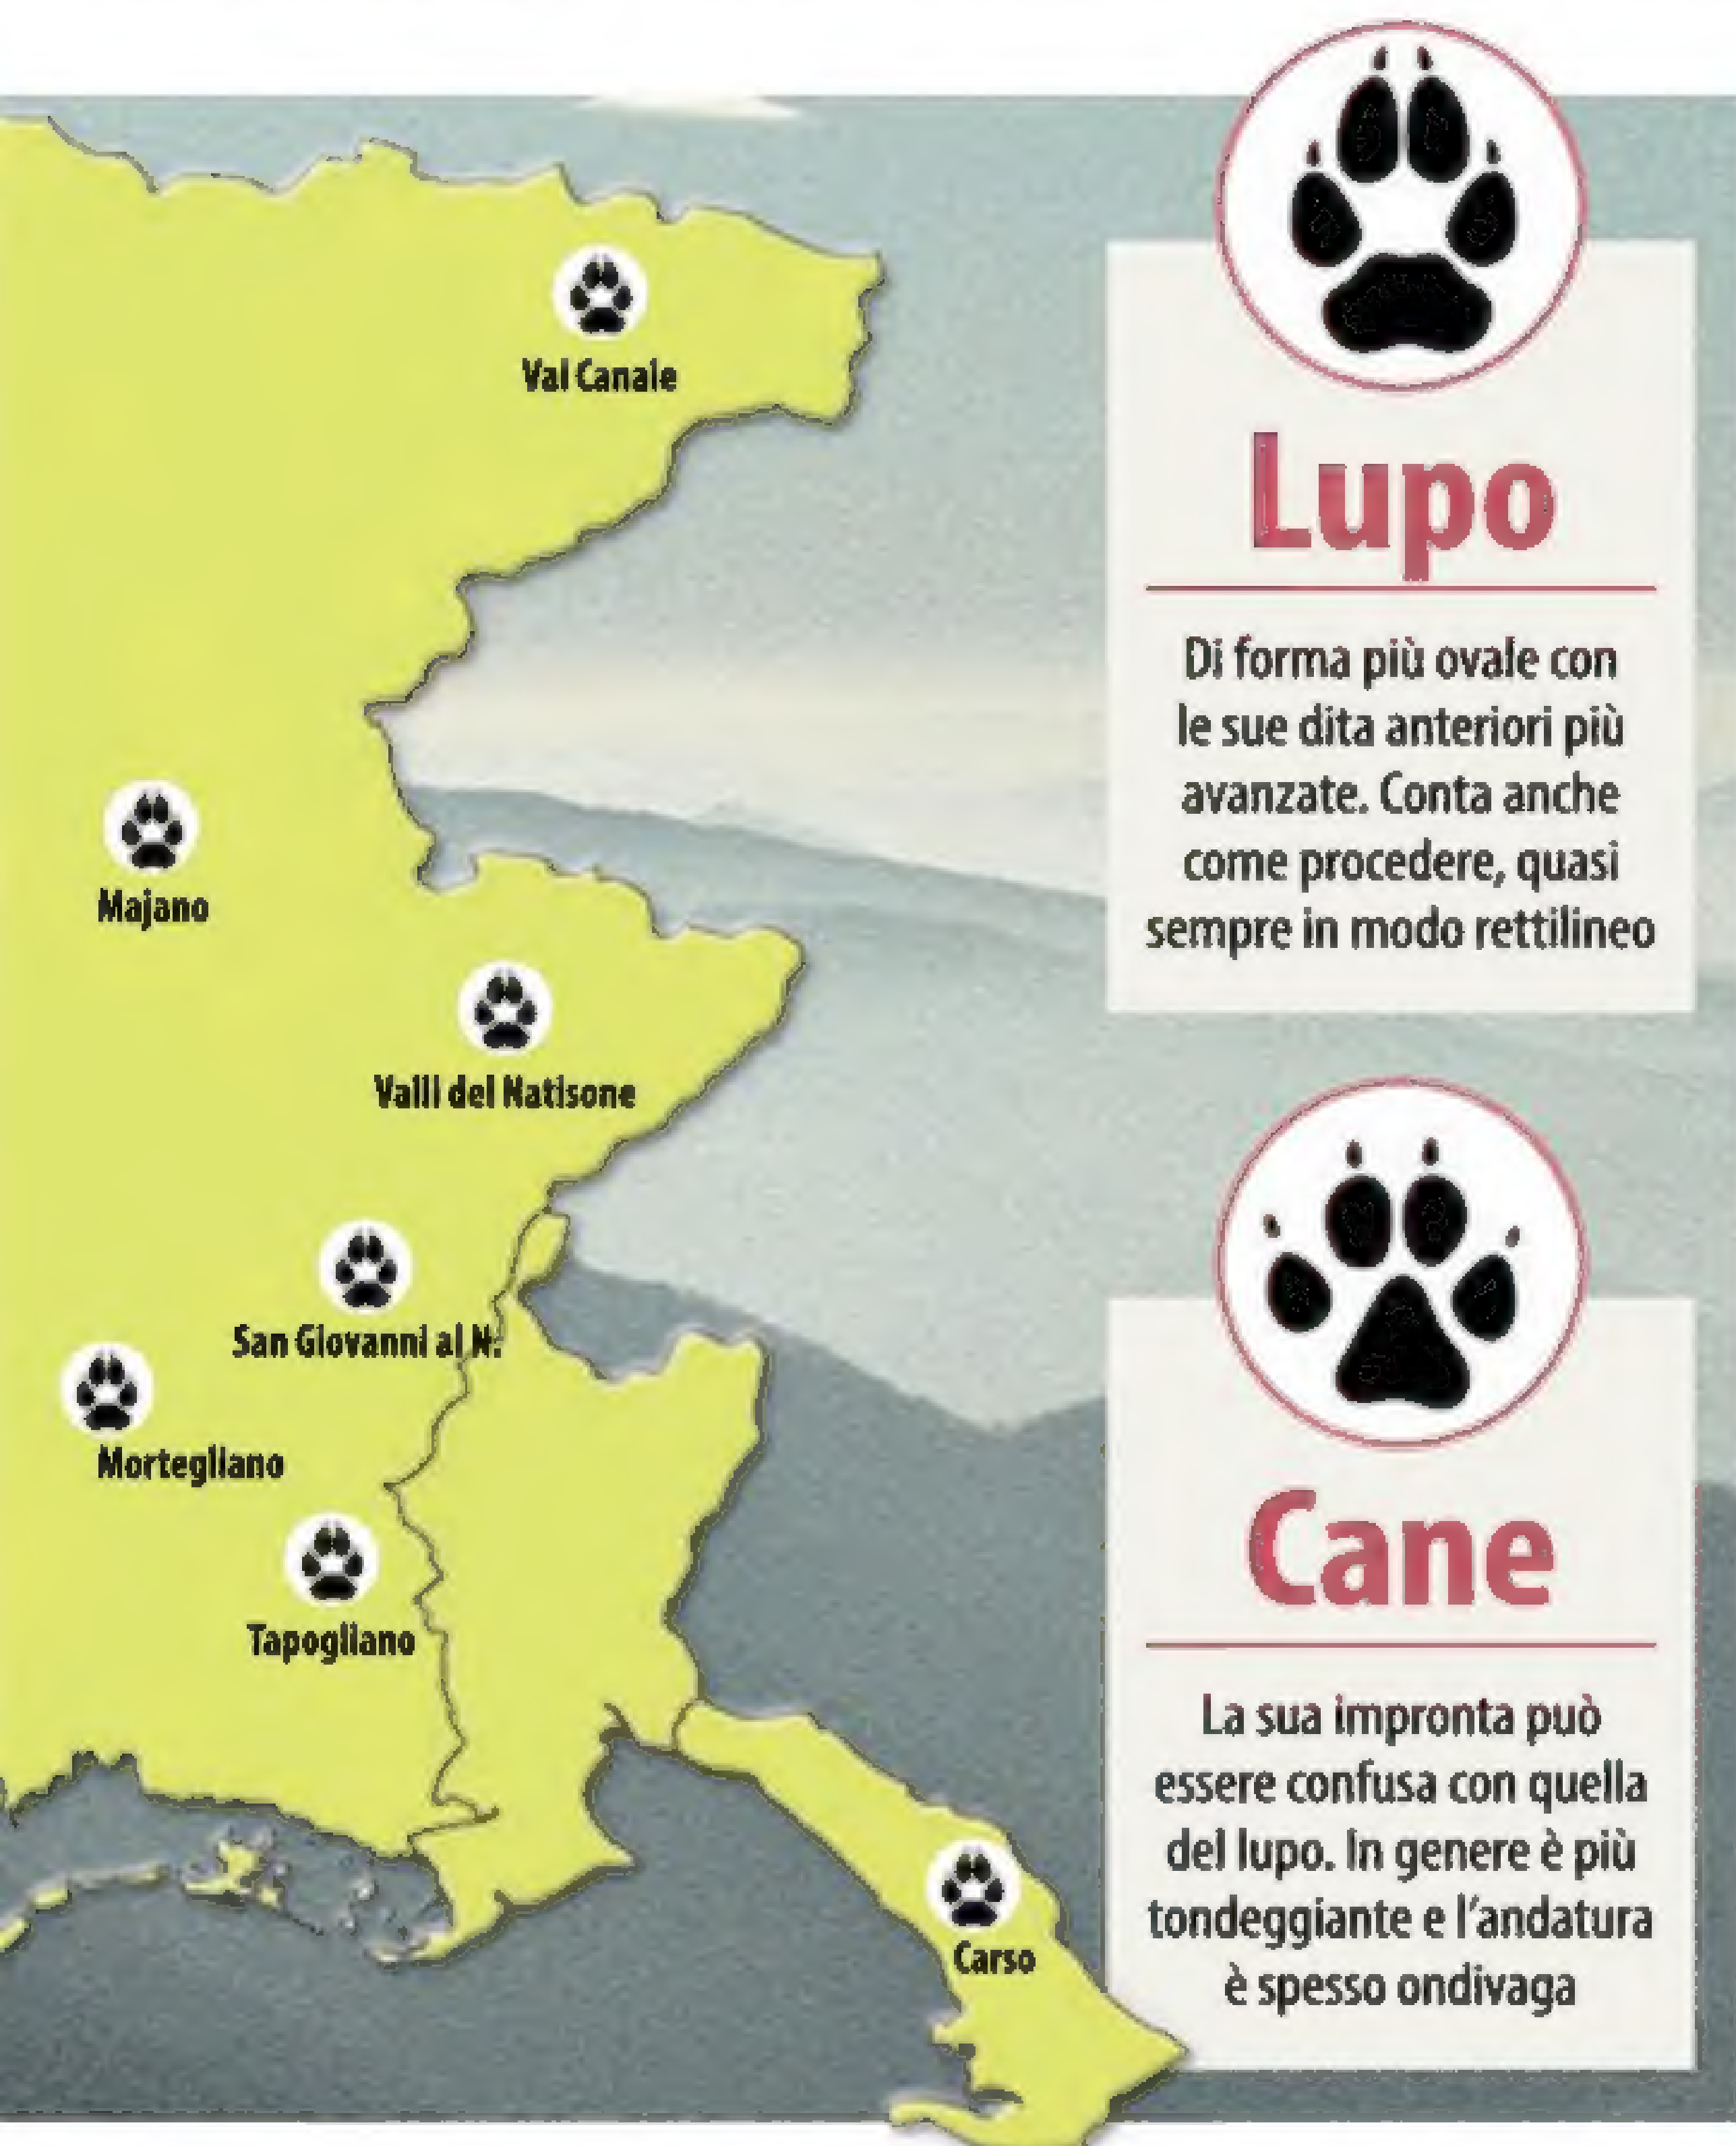 Val Canale
Majano
Valli del Natisone
San Giovanni al N.
Mortegliano
Tapogliano
Carso
Lupo
Di forma più ovale con
le sue dita anteriori più
avanzate. Conta anche
come procedere, quasi
sempre in modo rettilineo
Cane
La sua impronta può
essere confusa con quella
del lupo. In genere è più
tondeggiante e l'andatura
è spesso ondivaga